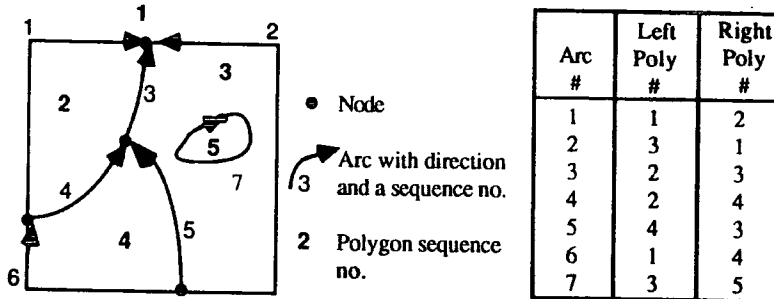 1
1
2
3
2
3
5
7
4
5
4
6
Node
3 Arc with direction
and a sequence no.
2 Polygon sequence
no.
Arc # Left Poly # Right Poly #
1 1 2
2 3 1
3 2 3
4 2 4
5 4 3
6 1 4
7 3 5